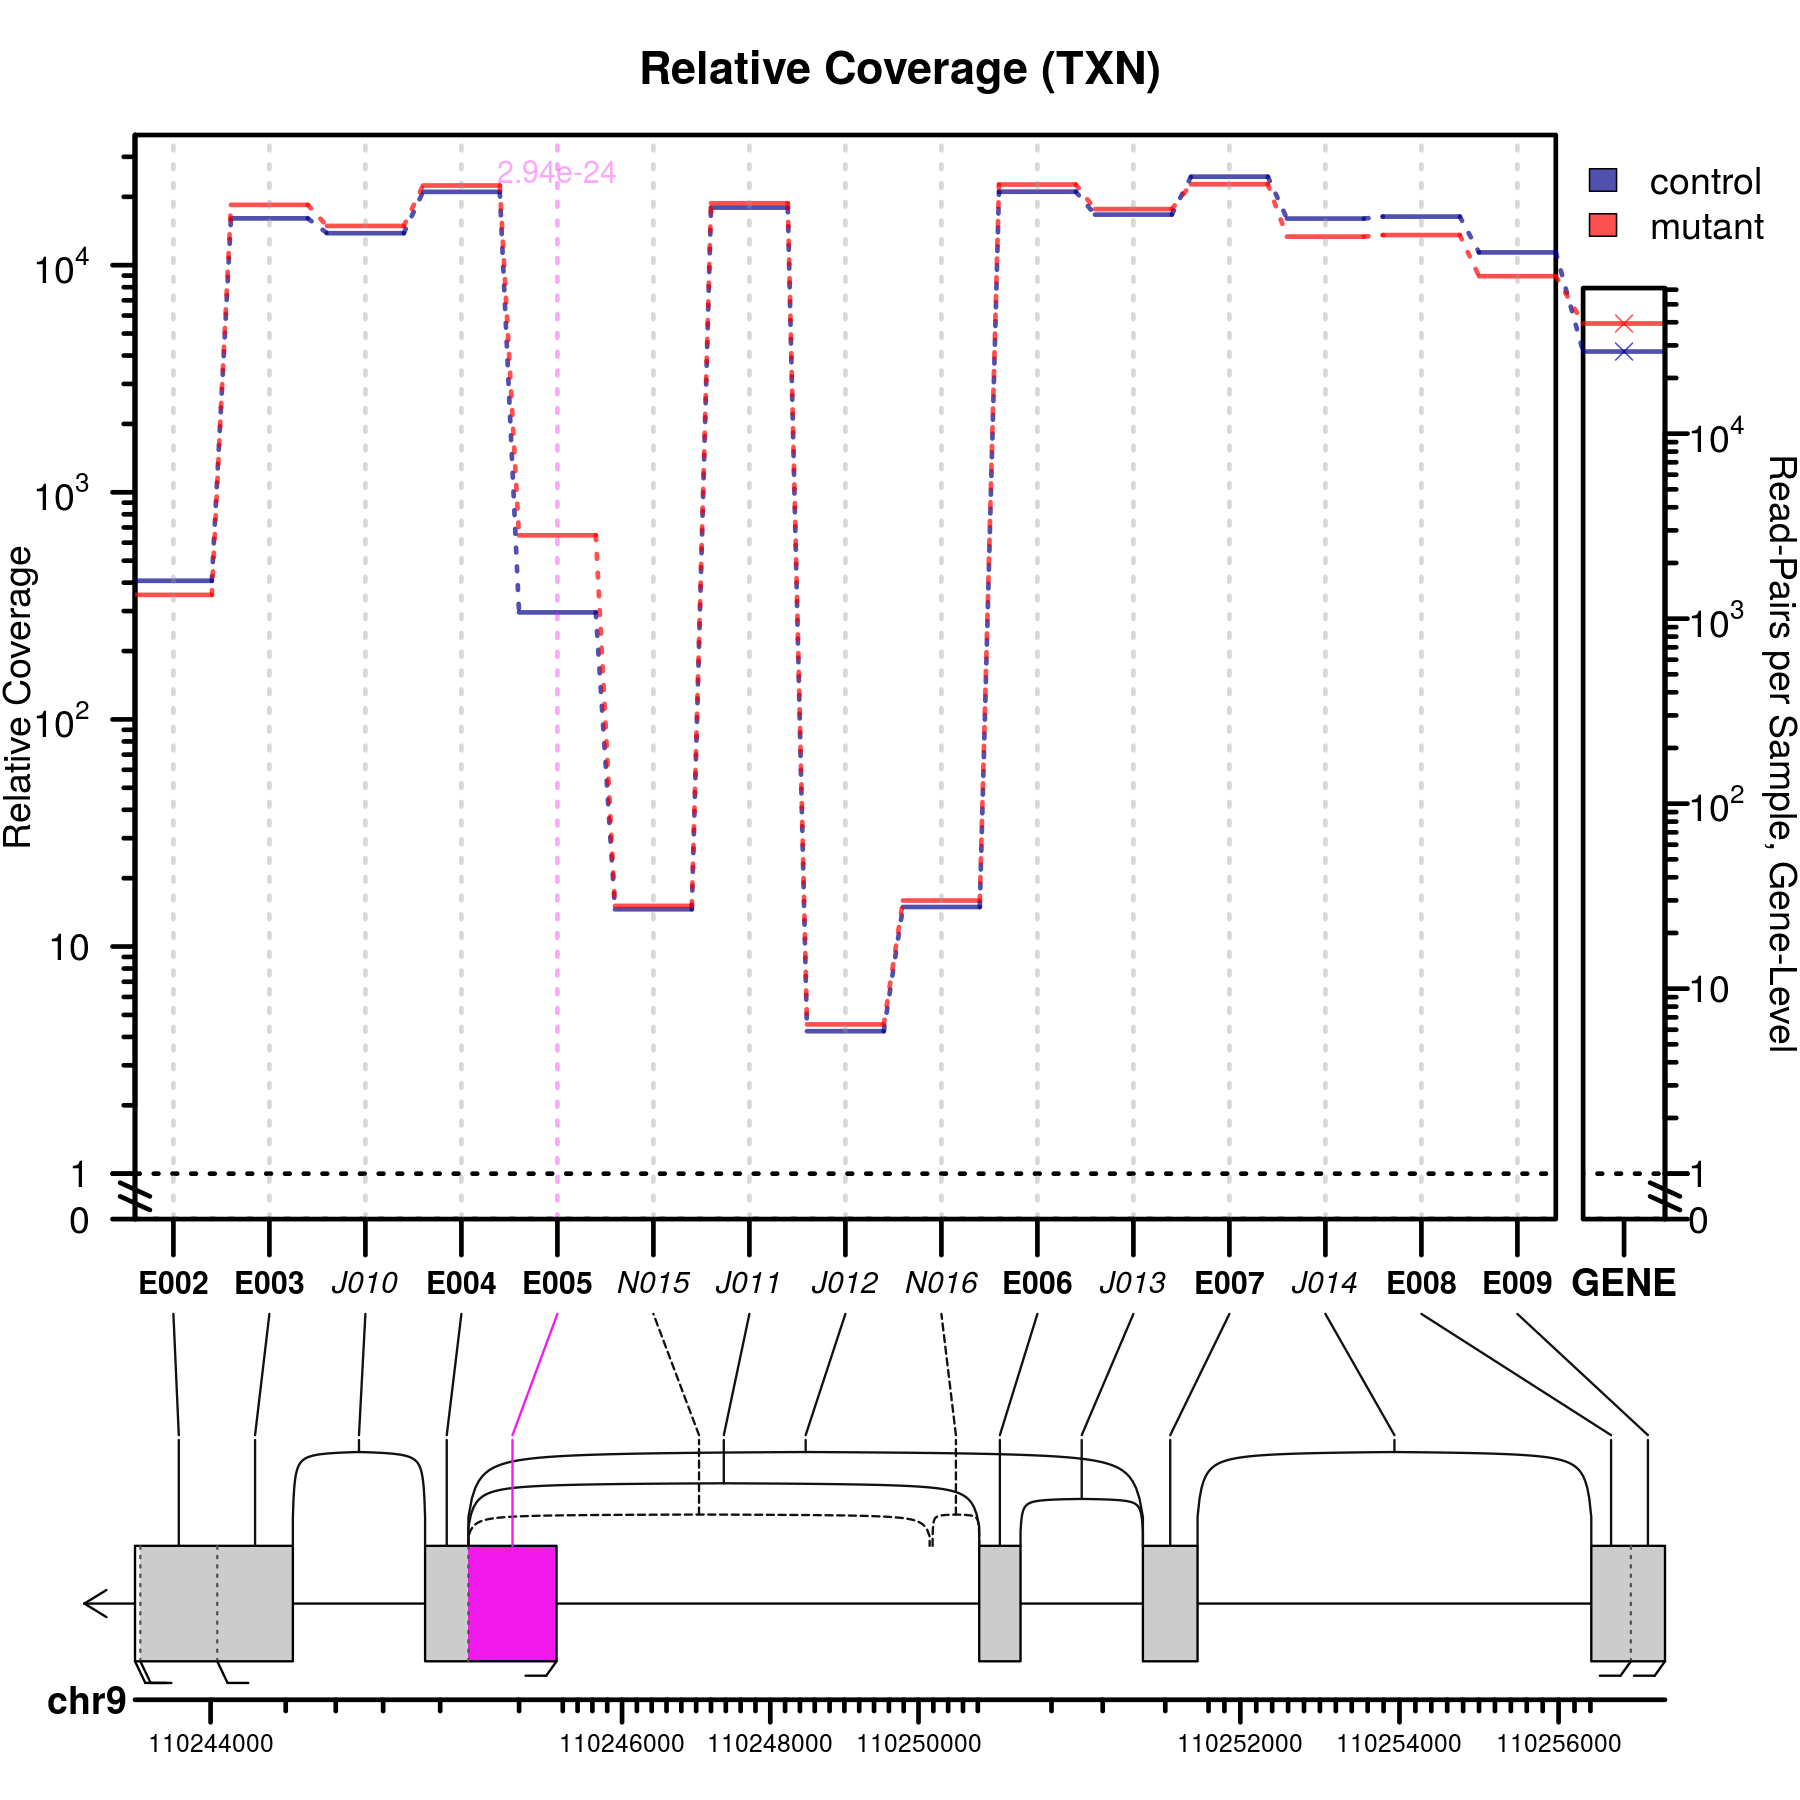 Relative Coverage (TXN)
2.94e-24
control
mutant
Relative Coverage
10^4
10^3
10^2
10
1
0
10^4
10^3
10^2
10
1
0
Read-Pairs per Sample, Gene-Level
E002 E003 J010 E004 E005 N015 J011 J012 N016 E006 J013 E007 J014 E008 E009 GENE
chr9
110244000 110246000 110248000 110250000 110252000 110254000 110256000